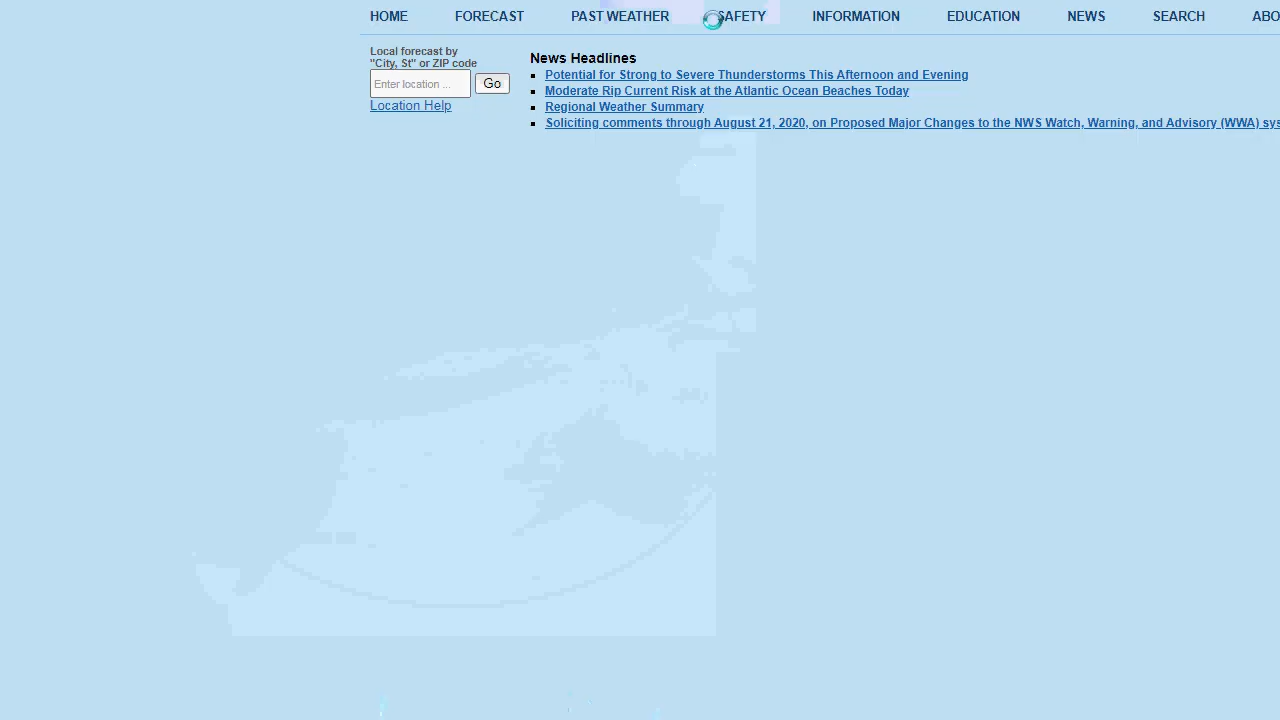 HOME FORECAST PAST WEATHER SAFETY INFORMATION EDUCATION NEWS SEARCH ABO
Local forecast by
"City, St" or ZIP code
Enter location ... Go
Location Help
News Headlines
Potential for Strong to Severe Thunderstorms This Afternoon and Evening
Moderate Rip Current Risk at the Atlantic Ocean Beaches Today
Regional Weather Summary
Soliciting comments through August 21, 2020, on Proposed Major Changes to the NWS Watch, Warning, and Advisory (WWA) sys